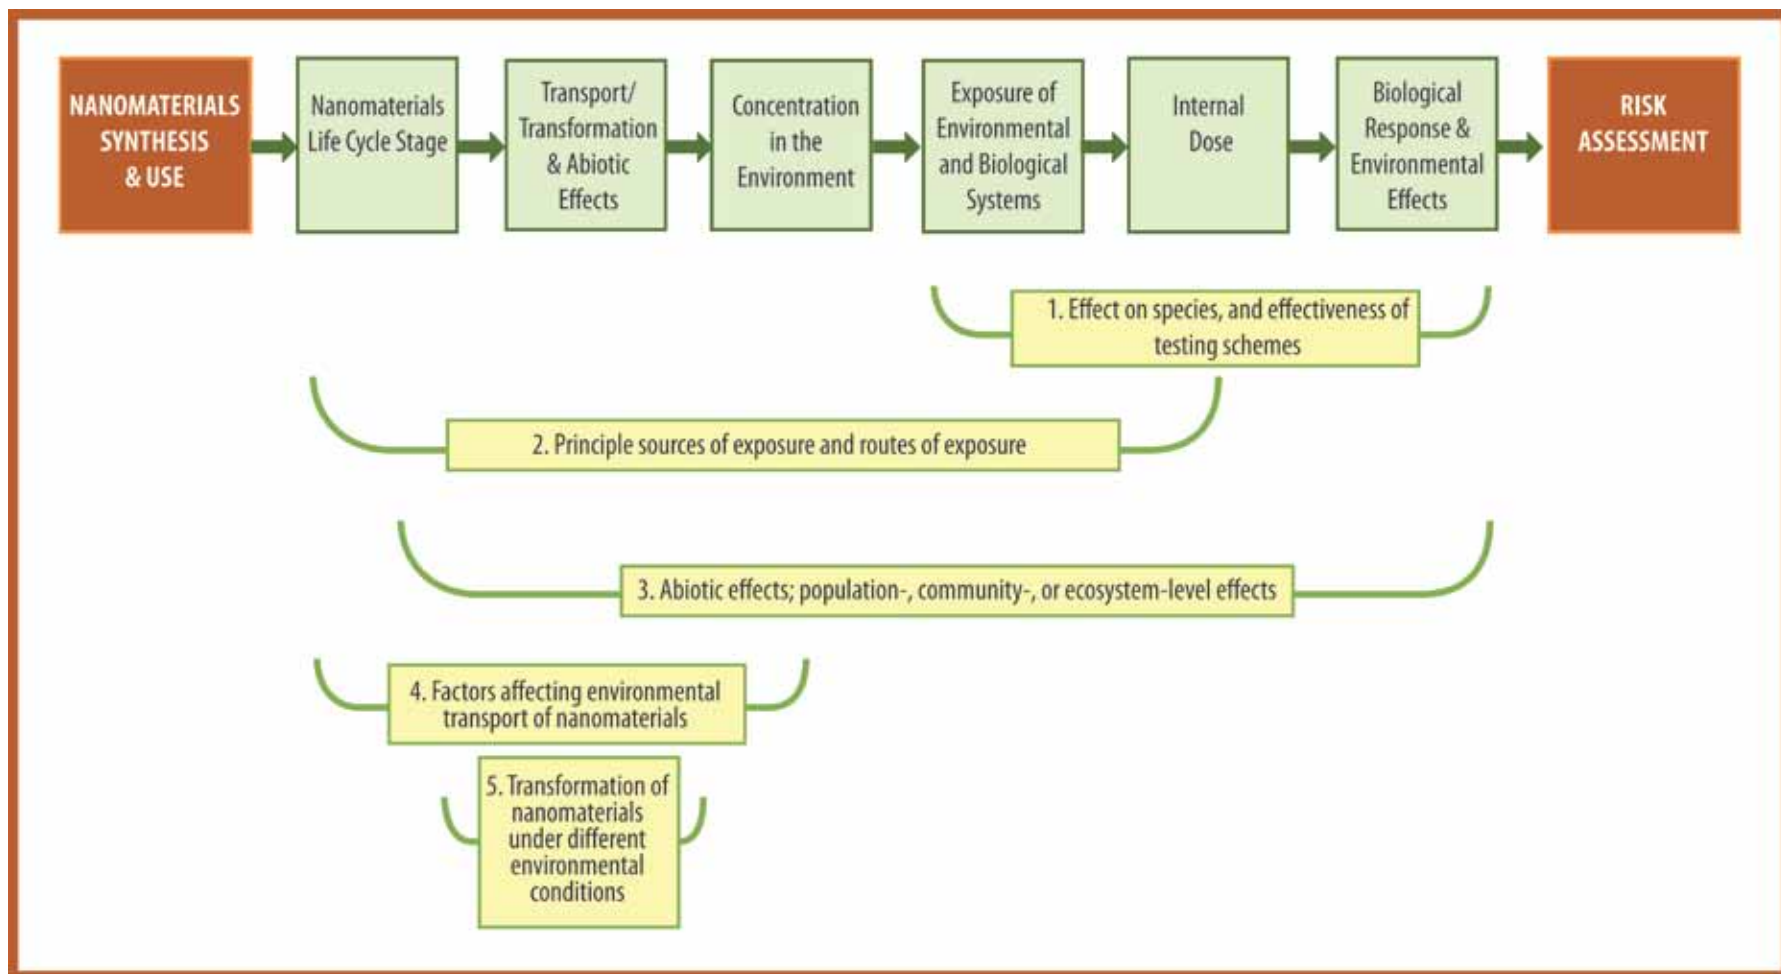 NANOMATERIALS
SYNTHESIS
& USE
Nanomaterials
Life Cycle Stage
Transport/
Transformation
& Abiotic
Effects
Concentration
in the
Environment
Exposure of
Environmental
and Biological
Systems
Internal
Dose
Biological
Response &
Environmental
Effects
RISK
ASSESSMENT
1. Effect on species, and effectiveness of
testing schemes
2. Principle sources of exposure and routes of exposure
3. Abiotic effects; population-, community-, or ecosystem-level effects
4. Factors affecting environmental
transport of nanomaterials
5. Transformation of
nanomaterials
under different
environmental
conditions